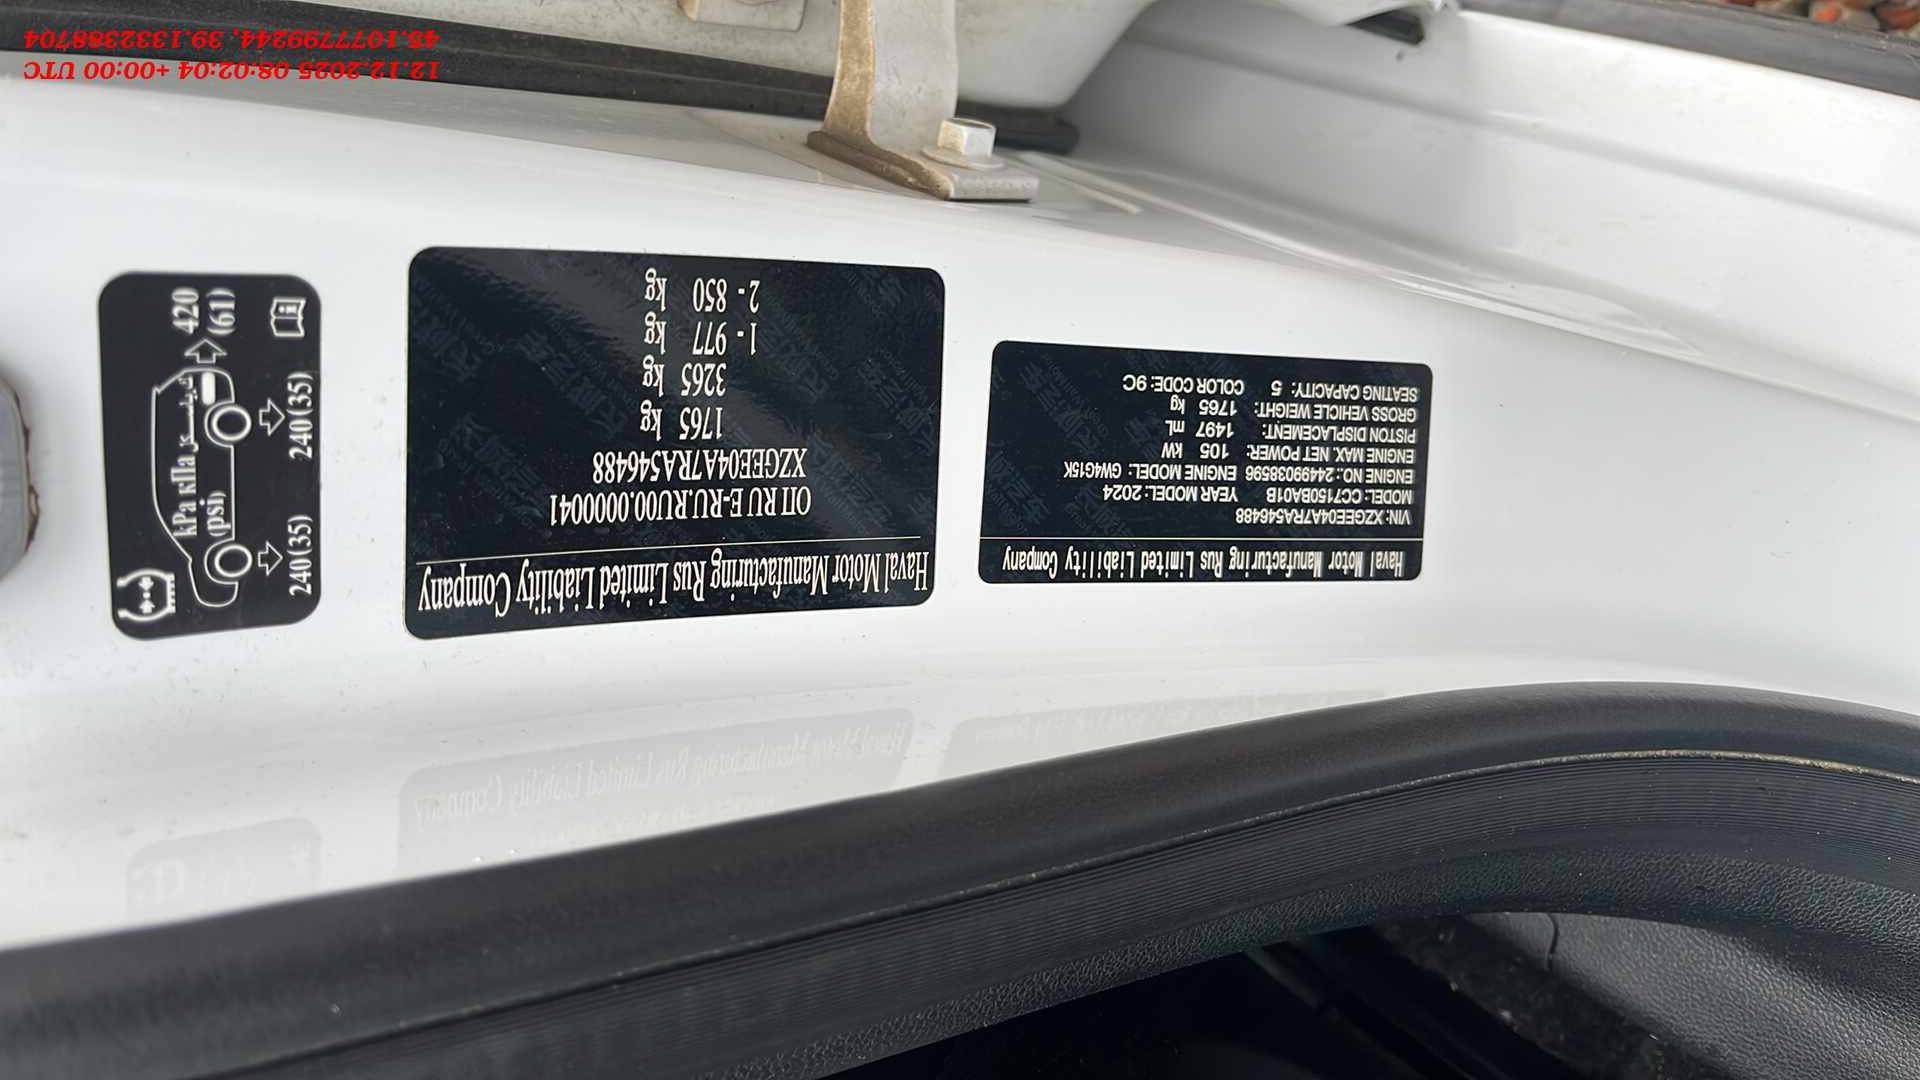 12.12.2025 08:02:04 +00:00 UTC
45.1077799244, 39.1332388704
Haval Motor Manufacturing Rus Limited Liability Company
VIN: XZGEE04A7RA546488
MODEL: CC7150BA01B YEAR MODEL: 2024
ENGINE NO.: 24499038596 ENGINE MODEL: GW4G15K
ENGINE MAX. NET POWER: 105 kW
PISTON DISPLACEMENT: 1497 mL
GROSS VEHICLE WEIGHT: 1765 kg
SEATING CAPACITY: 5 COLOR CODE: 9C
Haval Motor Manufacturing Rus Limited Liability Company
ОП RU E-RU.RU00.0000041
XZGEE04A7RA546488
1765 kg
3265 kg
1 - 977 kg
2 - 850 kg
kPa кПа
(psi)
240(35)
240(35)
420
(61)